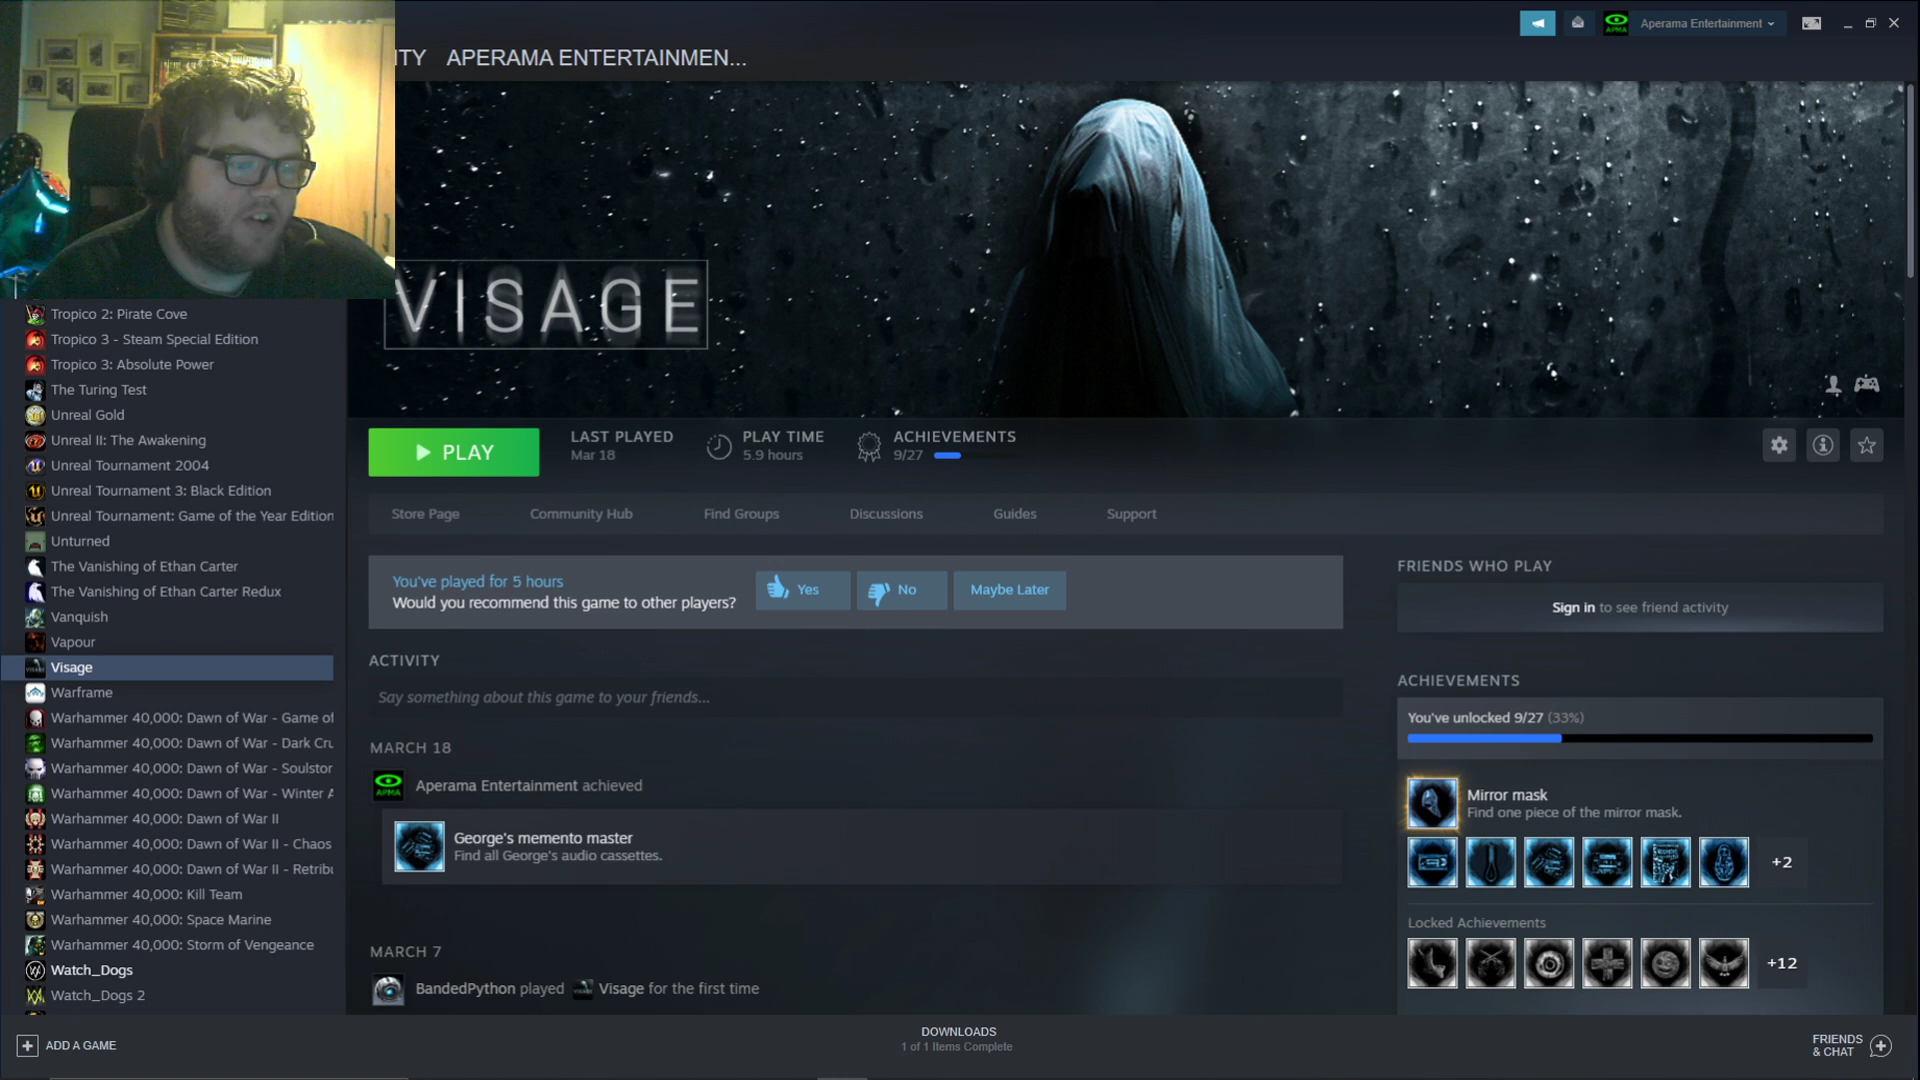 Aperama Entertainment
ITY APERAMA ENTERTAINMEN...
VISAGE
Tropico 2: Pirate Cove
Tropico 3 - Steam Special Edition
Tropico 3: Absolute Power
The Turing Test
Unreal Gold
Unreal II: The Awakening
Unreal Tournament 2004
Unreal Tournament 3: Black Edition
Unreal Tournament: Game of the Year Edition
Unturned
The Vanishing of Ethan Carter
The Vanishing of Ethan Carter Redux
Vanquish
Vapour
Visage
Warframe
Warhammer 40,000: Dawn of War - Game of
Warhammer 40,000: Dawn of War - Dark Cru
Warhammer 40,000: Dawn of War - Soulstor
Warhammer 40,000: Dawn of War - Winter A
Warhammer 40,000: Dawn of War II
Warhammer 40,000: Dawn of War II - Chaos
Warhammer 40,000: Dawn of War II - Retribu
Warhammer 40,000: Kill Team
Warhammer 40,000: Space Marine
Warhammer 40,000: Storm of Vengeance
Watch_Dogs
Watch_Dogs 2
PLAY
LAST PLAYED
Mar 18
PLAY TIME
5.9 hours
ACHIEVEMENTS
9/27
Store Page
Community Hub
Find Groups
Discussions
Guides
Support
You've played for 5 hours
Would you recommend this game to other players?
Yes
No
Maybe Later
ACTIVITY
Say something about this game to your friends...
MARCH 18
APMA
Aperama Entertainment achieved
George's memento master
Find all George's audio cassettes.
MARCH 7
BandedPython played Visage for the first time
FRIENDS WHO PLAY
Sign in to see friend activity
ACHIEVEMENTS
You've unlocked 9/27 (33%)
Mirror mask
Find one piece of the mirror mask.
+2
Locked Achievements
+12
ADD A GAME
DOWNLOADS
1 of 1 Items Complete
FRIENDS
& CHAT